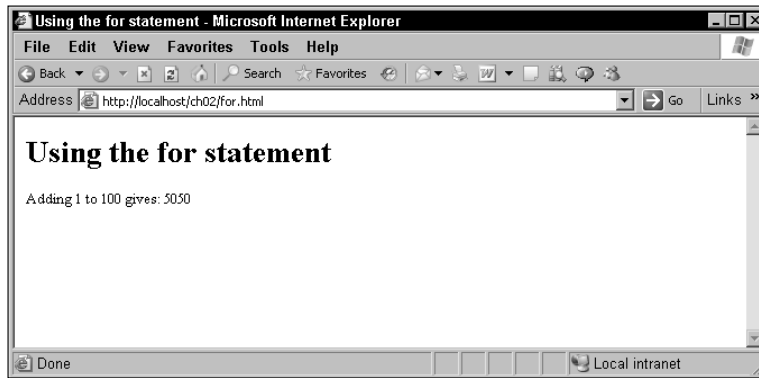 Using the for statement - Microsoft Internet Explorer
File Edit View Favorites Tools Help
Back Search Favorites
Address http://localhost/ch02/for.html Go Links »
Using the for statement
Adding 1 to 100 gives: 5050
Done Local intranet